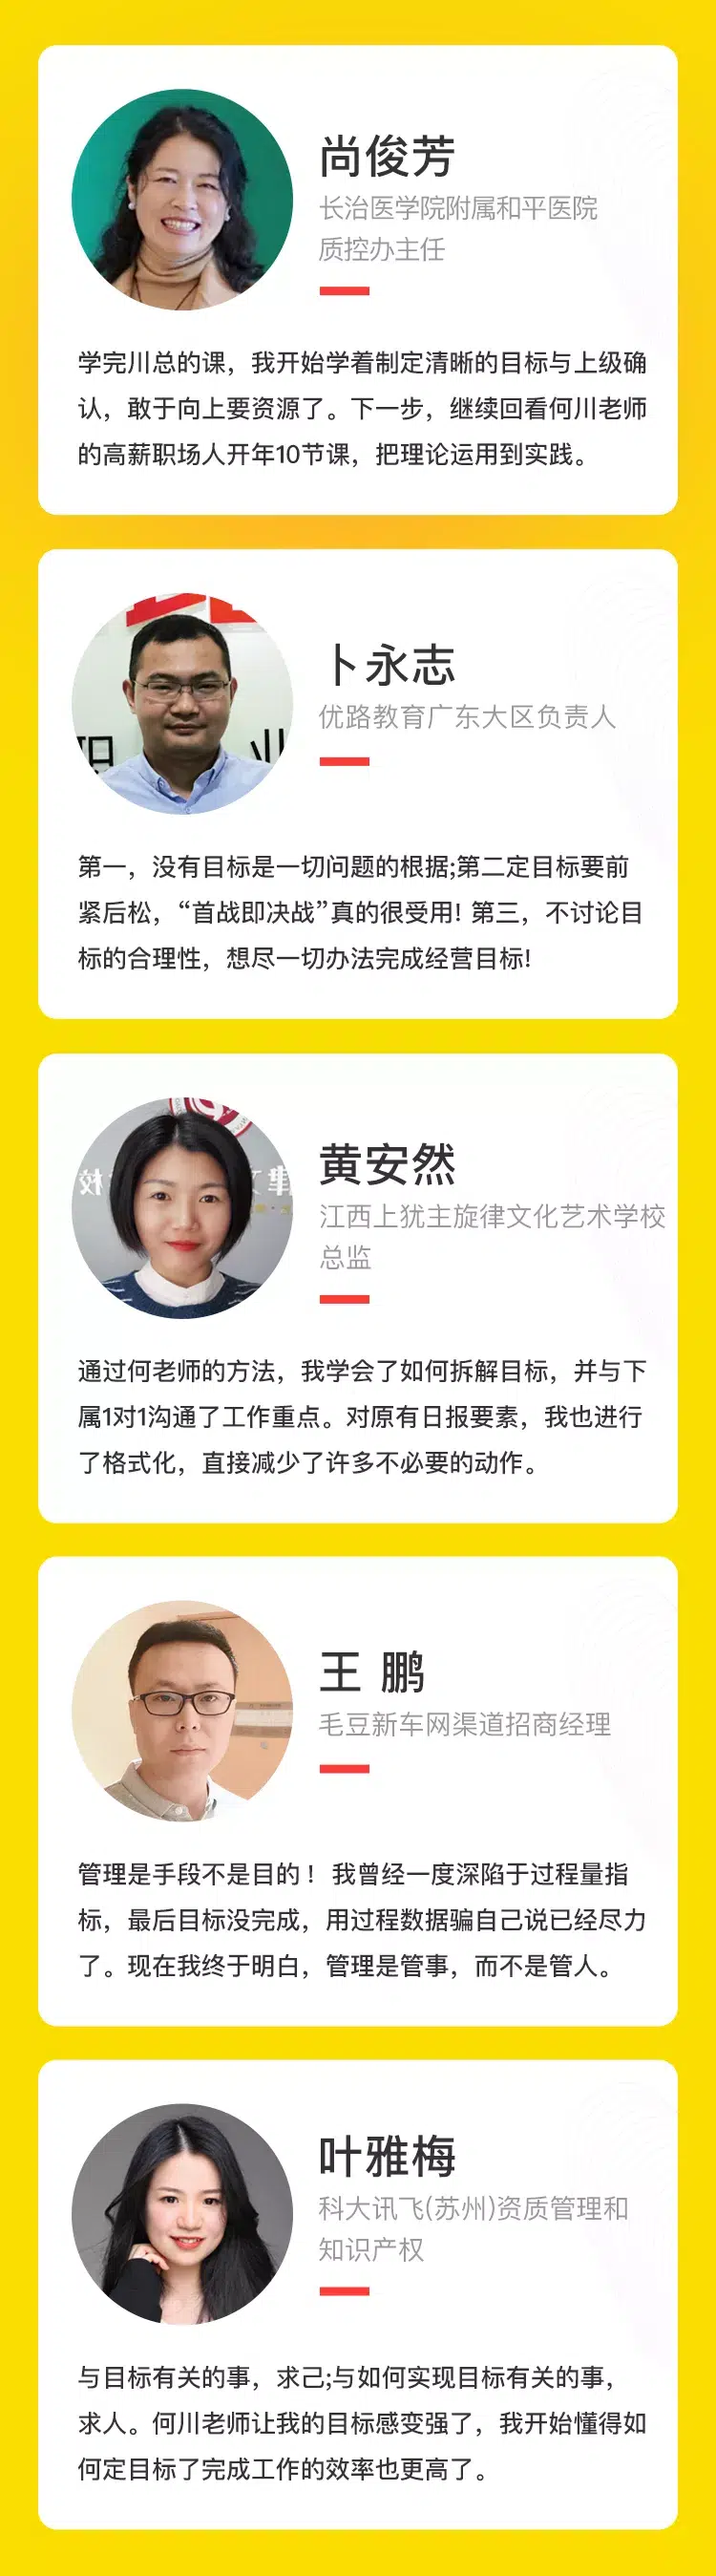 尚俊芳
长治医学院附属和平医院
质控办主任
学完川总的课，我开始学着制定清晰的目标与上级确
认，敢于向上要资源了。下一步，继续回看何川老师
的高薪职场人开年10节课，把理论运用到实践。
职
业
卜永志
优路教育广东大区负责人
第一，没有目标是一切问题的根据;第二定目标要前
紧后松，“首战即决战”真的很受用! 第三，不讨论目
标的合理性，想尽一切办法完成经营目标!
校
律
黄安然
江西上犹主旋律文化艺术学校
总监
通过何老师的方法，我学会了如何拆解目标，并与下
属1对1沟通了工作重点。对原有日报要素，我也进行
了格式化，直接减少了许多不必要的动作。
王 鹏
毛豆新车网渠道招商经理
管理是手段不是目的！ 我曾经一度深陷于过程量指
标，最后目标没完成，用过程数据骗自己说已经尽力
了。现在我终于明白，管理是管事，而不是管人。
叶雅梅
科大讯飞(苏州)资质管理和
知识产权
与目标有关的事，求己;与如何实现目标有关的事，
求人。何川老师让我的目标感变强了，我开始懂得如
何定目标了完成工作的效率也更高了。